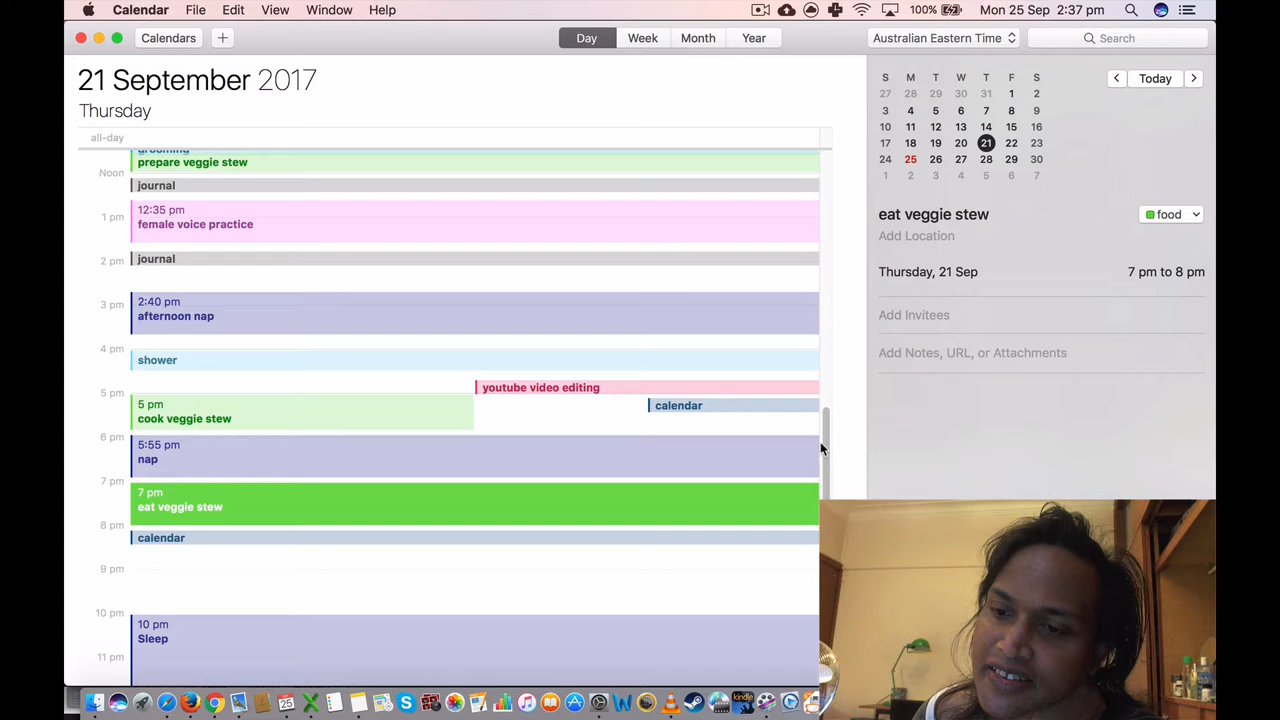 Calendar File Edit View Window Help 100% Mon 25 Sep 2:37 pm
Calendars + Day Week Month Year Australian Eastern Time Search
21 September 2017
Thursday
all-day
grooming
prepare veggie stew
Noon
journal
12:35 pm
1 pm
female voice practice
2 pm
journal
2:40 pm
3 pm
afternoon nap
4 pm
shower
youtube video editing
5 pm
5 pm
calendar
cook veggie stew
6 pm
5:55 pm
nap
7 pm
7 pm
eat veggie stew
8 pm
calendar
9 pm
10 pm
10 pm
Sleep
11 pm
S M T W T F S
< Today >
27 28 29 30 31 1 2
3 4 5 6 7 8 9
10 11 12 13 14 15 16
17 18 19 20 21 22 23
24 25 26 27 28 29 30
1 2 3 4 5 6 7
eat veggie stew food
Add Location
Thursday, 21 Sep 7 pm to 8 pm
Add Invitees
Add Notes, URL, or Attachments
25
kindle